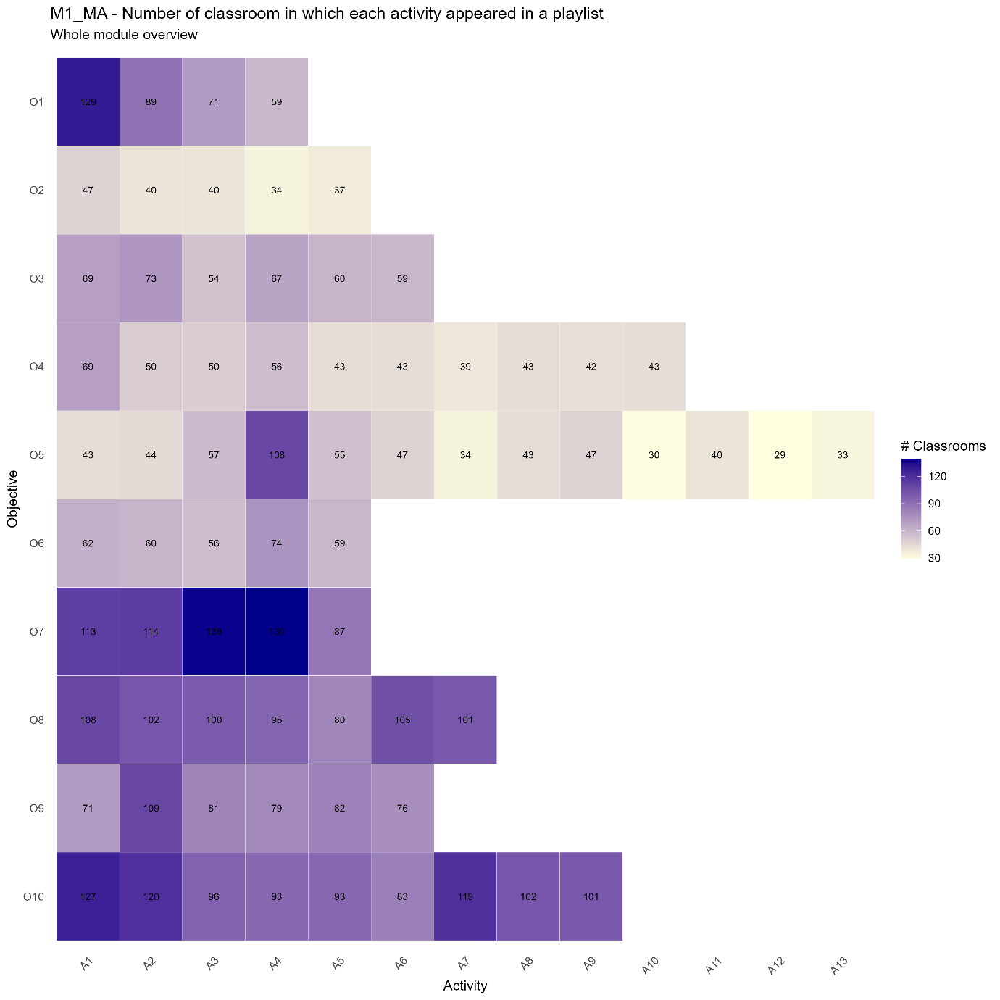 M1_MA - Number of classroom in which each activity appeared in a playlist
Whole module overview
Objective
O1 129 89 71 59
O2 47 40 40 34 37
O3 69 73 54 67 60 59
O4 69 50 50 56 43 43 39 43 42 43
O5 43 44 57 108 55 47 34 43 47 30 40 29 33
O6 62 60 56 74 59
O7 113 114 138 139 87
O8 108 102 100 95 80 105 101
O9 71 109 81 79 82 76
O10 127 120 96 93 93 83 119 102 101
A1 A2 A3 A4 A5 A6 A7 A8 A9 A10 A11 A12 A13
Activity
# Classrooms
120
90
60
30